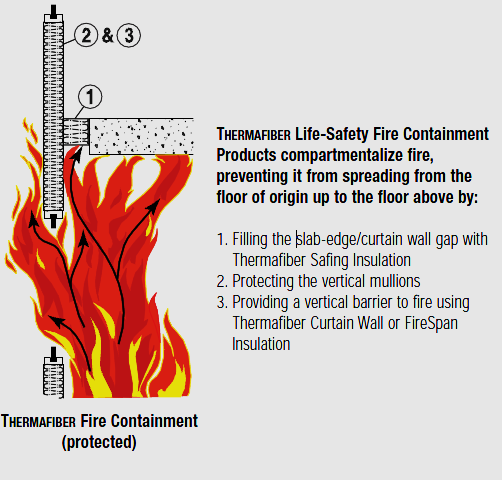 2 & 3
1
THERMAFIBER Life-Safety Fire Containment
Products compartmentalize fire,
preventing it from spreading from the
floor of origin up to the floor above by:
1. Filling the slab-edge/curtain wall gap with
Thermafiber Safing Insulation
2. Protecting the vertical mullions
3. Providing a vertical barrier to fire using
Thermafiber Curtain Wall or FireSpan
Insulation
THERMAFIBER Fire Containment
(protected)